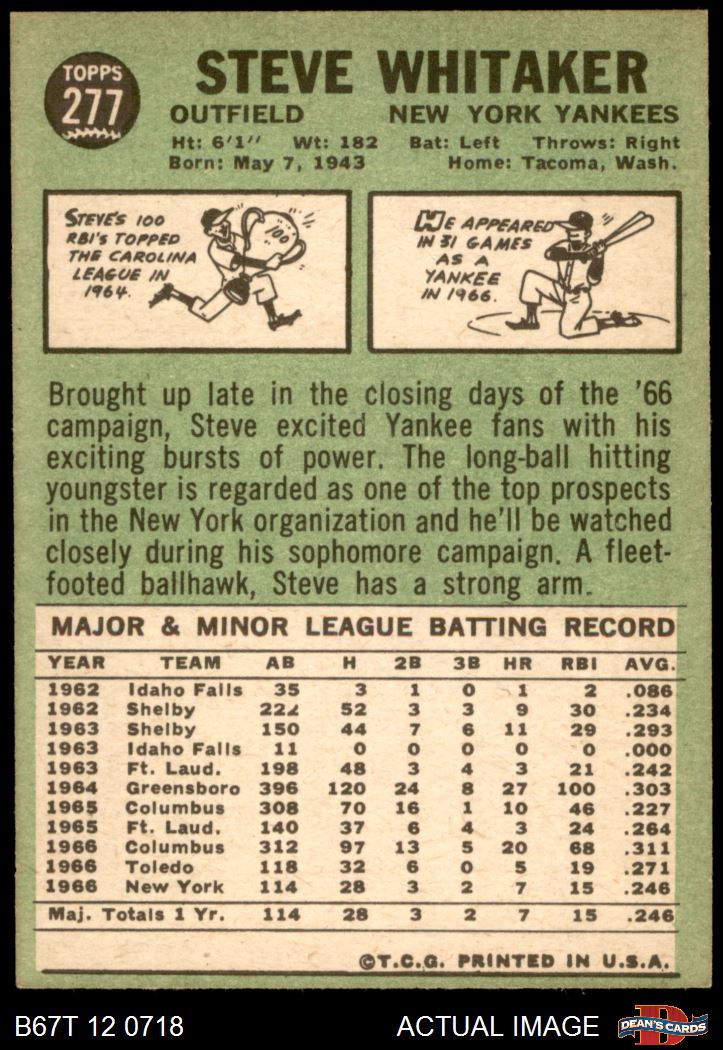 TOPPS
277
STEVE WHITAKER
OUTFIELD NEW YORK YANKEES
Ht: 6'1" Wt: 182 Bat: Left Throws: Right
Born: May 7, 1943 Home: Tacoma, Wash.
STEVE'S 100
RBI'S TOPPED
THE CAROLINA
LEAGUE IN
1964.
100
HE APPEARED
IN 31 GAMES
AS A
YANKEE
IN 1966.
Brought up late in the closing days of the '66
campaign, Steve excited Yankee fans with his
exciting bursts of power. The long-ball hitting
youngster is regarded as one of the top prospects
in the New York organization and he'll be watched
closely during his sophomore campaign. A fleet-
footed ballhawk, Steve has a strong arm.
MAJOR & MINOR LEAGUE BATTING RECORD
YEAR TEAM AB H 2B 3B HR RBI AVG.
1962 Idaho Falls 35 3 1 0 1 2 .086
1962 Shelby 222 52 3 3 9 30 .234
1963 Shelby 150 44 7 6 11 29 .293
1963 Idaho Falls 11 0 0 0 0 0 .000
1963 Ft. Laud. 198 48 3 4 3 21 .242
1964 Greensboro 396 120 24 8 27 100 .303
1965 Columbus 308 70 16 1 10 46 .227
1965 Ft. Laud. 140 37 6 4 3 24 .264
1966 Columbus 312 97 13 5 20 68 .311
1966 Toledo 118 32 6 0 5 19 .271
1966 New York 114 28 3 2 7 15 .246
Maj. Totals 1 Yr. 114 28 3 2 7 15 .246
©T.C.G. PRINTED IN U.S.A.
B67T 12 0718 ACTUAL IMAGE DEAN'S CARDS